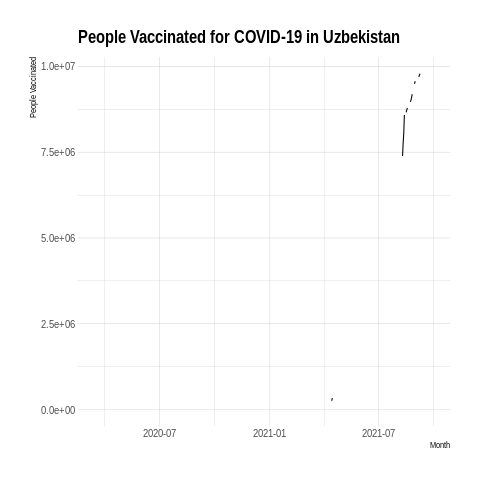 People Vaccinated for COVID-19 in Uzbekistan
People Vaccinated
1.0e+07
7.5e+06
5.0e+06
2.5e+06
0.0e+00
2020-07
2021-01
2021-07
Month